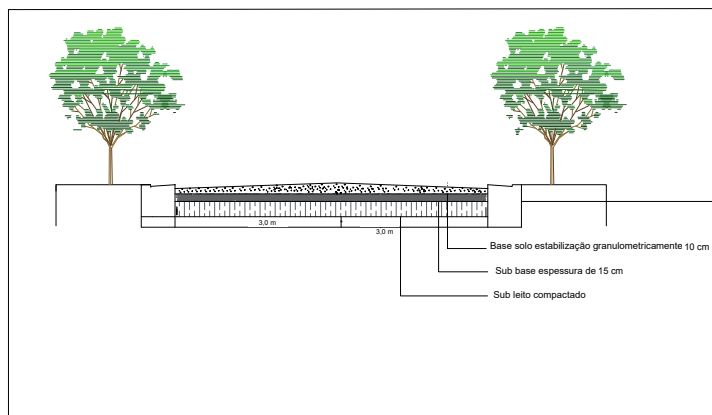 3,0 m
3,0 m
Base solo estabilização granulometricamente 10 cm
Sub base espessura de 15 cm
Sub leito compactado